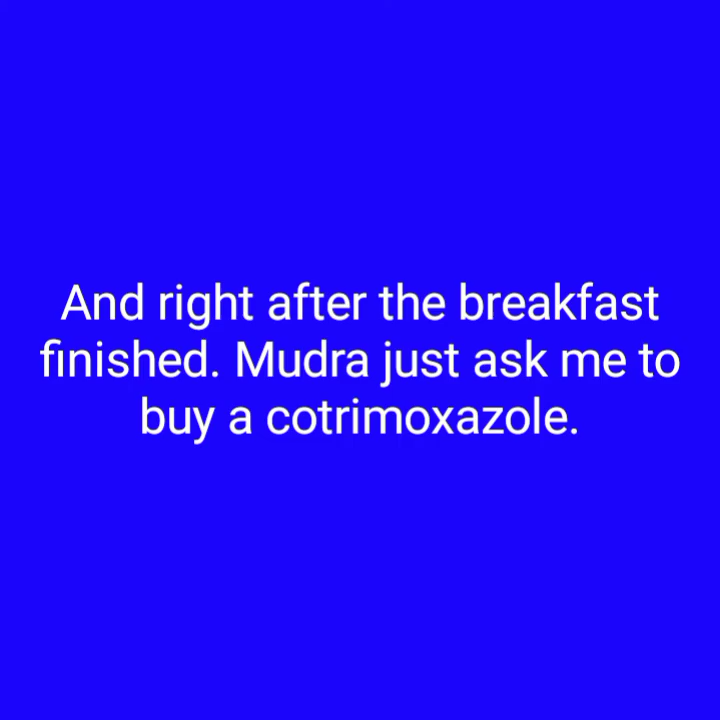 And right after the breakfast
finished. Mudra just ask me to
buy a cotrimoxazole.